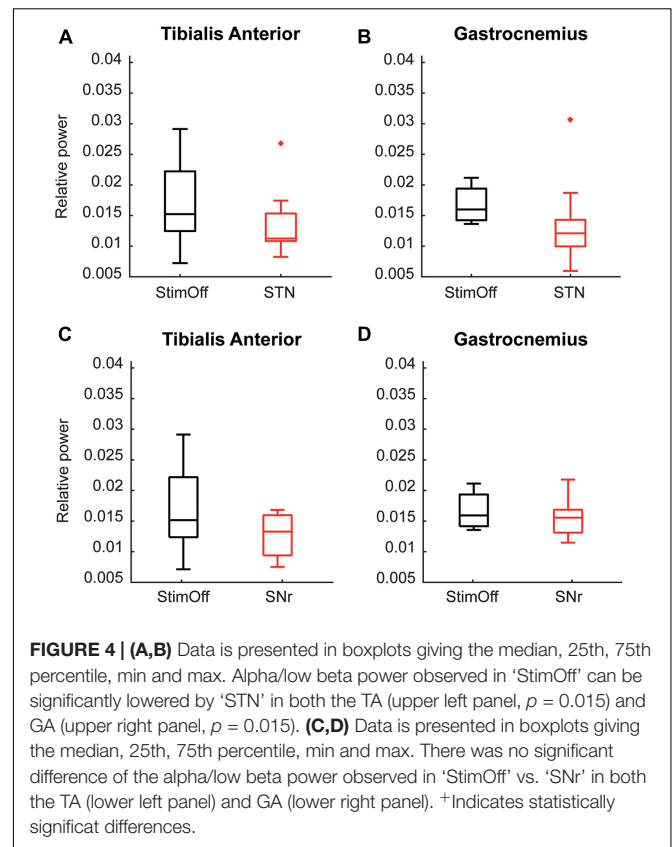 A Tibialis Anterior
B Gastrocnemius
0.04
0.035
0.03
0.025
0.02
0.015
0.01
0.005
Relative power
StimOff STN
0.04
0.035
0.03
0.025
0.02
0.015
0.01
0.005
StimOff STN
C Tibialis Anterior
D Gastrocnemius
0.04
0.035
0.03
0.025
0.02
0.015
0.01
0.005
Relative power
StimOff SNr
0.04
0.035
0.03
0.025
0.02
0.015
0.01
0.005
StimOff SNr
FIGURE 4 | (A,B) Data is presented in boxplots giving the median, 25th, 75th
percentile, min and max. Alpha/low beta power observed in ‘StimOff’ can be
significantly lowered by ‘STN’ in both the TA (upper left panel, p = 0.015) and
GA (upper right panel, p = 0.015). (C,D) Data is presented in boxplots giving
the median, 25th, 75th percentile, min and max. There was no significant
difference of the alpha/low beta power observed in ‘StimOff’ vs. ‘SNr’ in both
the TA (lower left panel) and GA (lower right panel). +Indicates statistically
significat differences.